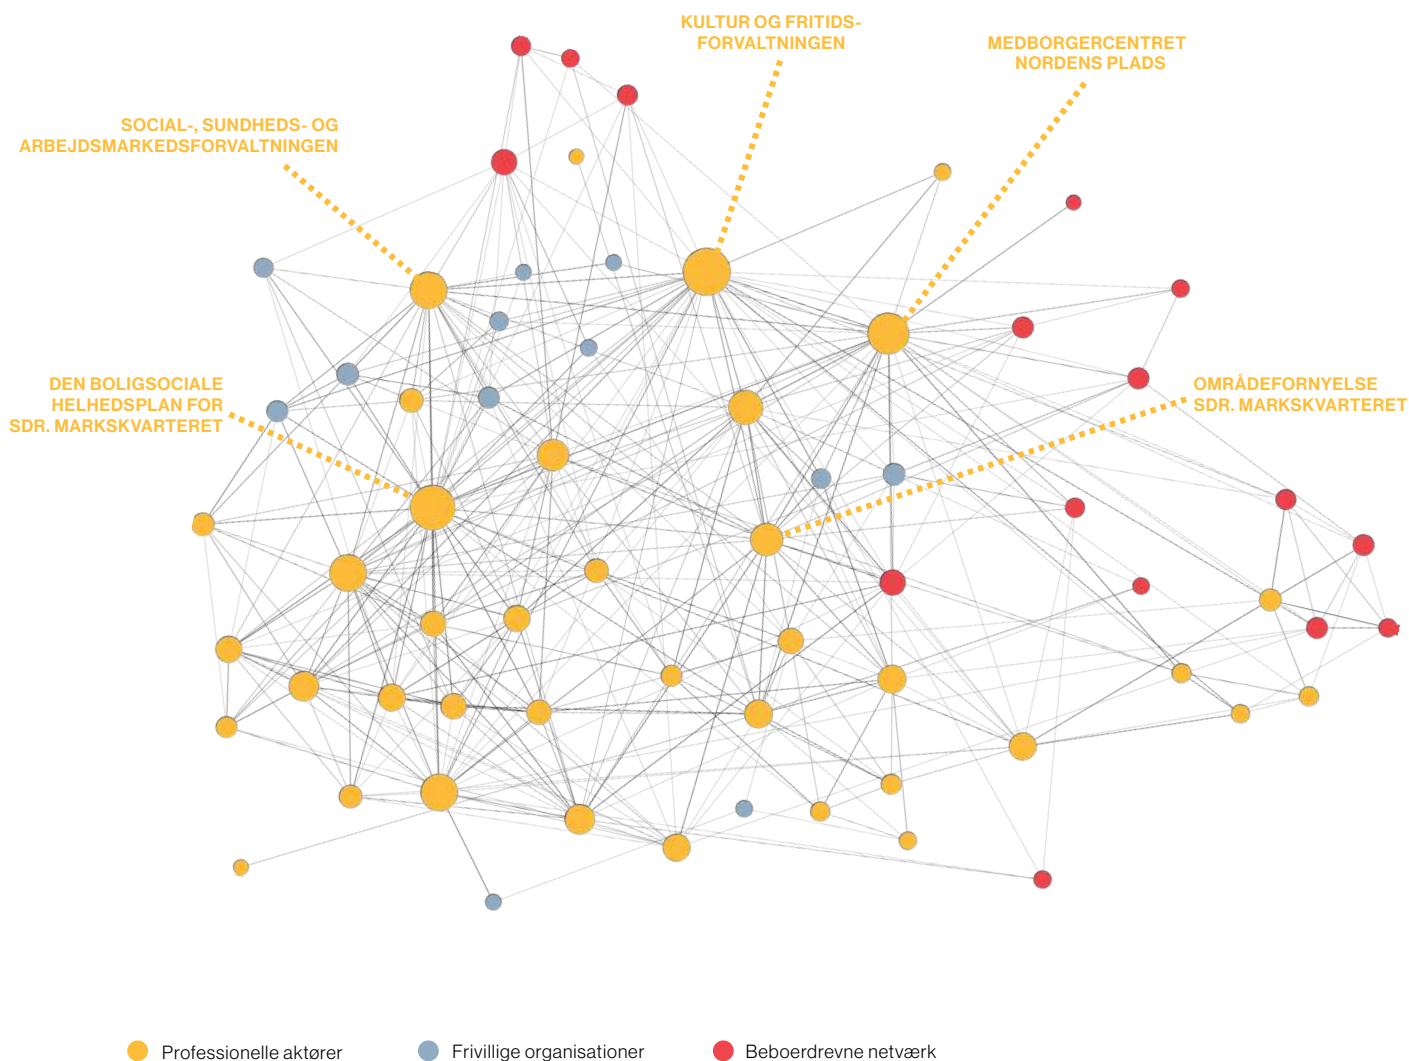 KULTUR OG FRITIDS-
FORVALTNINGEN
MEDBORGERCENTRET
NORDENS PLADS
SOCIAL-, SUNDHEDS- OG
ARBEJDSMARKEDSFORVALTNINGEN
DEN BOLIGSOCIALE
HELHEDSPLAN FOR
SDR. MARKSKVARTERET
OMRÅDEFORNYELSE
SDR. MARKSKVARTERET
Professionelle aktører
Frivillige organisationer
Beboerdrevne netværk